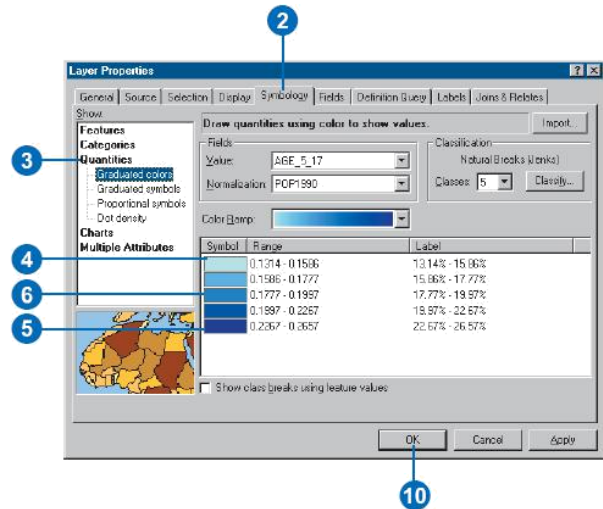 2
Layer Properties
General Source Selection Display Symbology Fields Definition Query Labels Joins & Relates
Show:
Features
Categories
Quantities
Graduated colors
Graduated symbols
Proportional symbols
Dot density
Charts
Multiple Attributes
3
Draw quantities using color to show values.
Import...
Fields
Value: AGE_5_17
Normalization: POP1990
Classification
Natural Breaks (Jenks)
Classes: 5 Classify...
Color Ramp:
Symbol Range Label
4 0.1314 - 0.1586 13.14% - 15.86%
0.1586 - 0.1777 15.86% - 17.77%
6 0.1777 - 0.1997 17.77% - 19.97%
0.1997 - 0.2267 19.97% - 22.67%
5 0.2267 - 0.2657 22.67% - 26.57%
Show class breaks using feature values
OK Cancel Apply
10